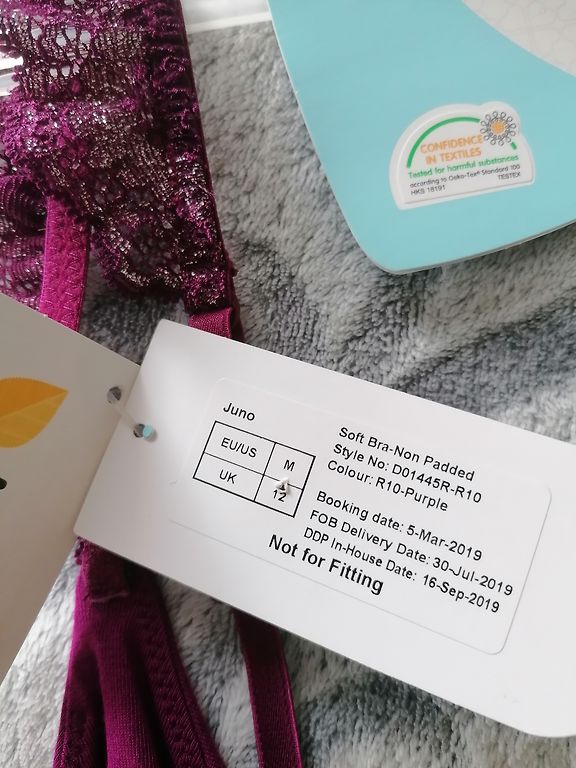 CONFIDENCE
IN TEXTILES
Tested for harmful substances
according to Oeko-Tex® Standard 100
HKS 18191 TESTEX
Juno
EU/US M
UK 12
Soft Bra-Non Padded
Style No: D01445R-R10
Colour: R10-Purple
Booking date: 5-Mar-2019
FOB Delivery Date: 30-Jul-2019
DDP In-House Date: 16-Sep-2019
Not for Fitting